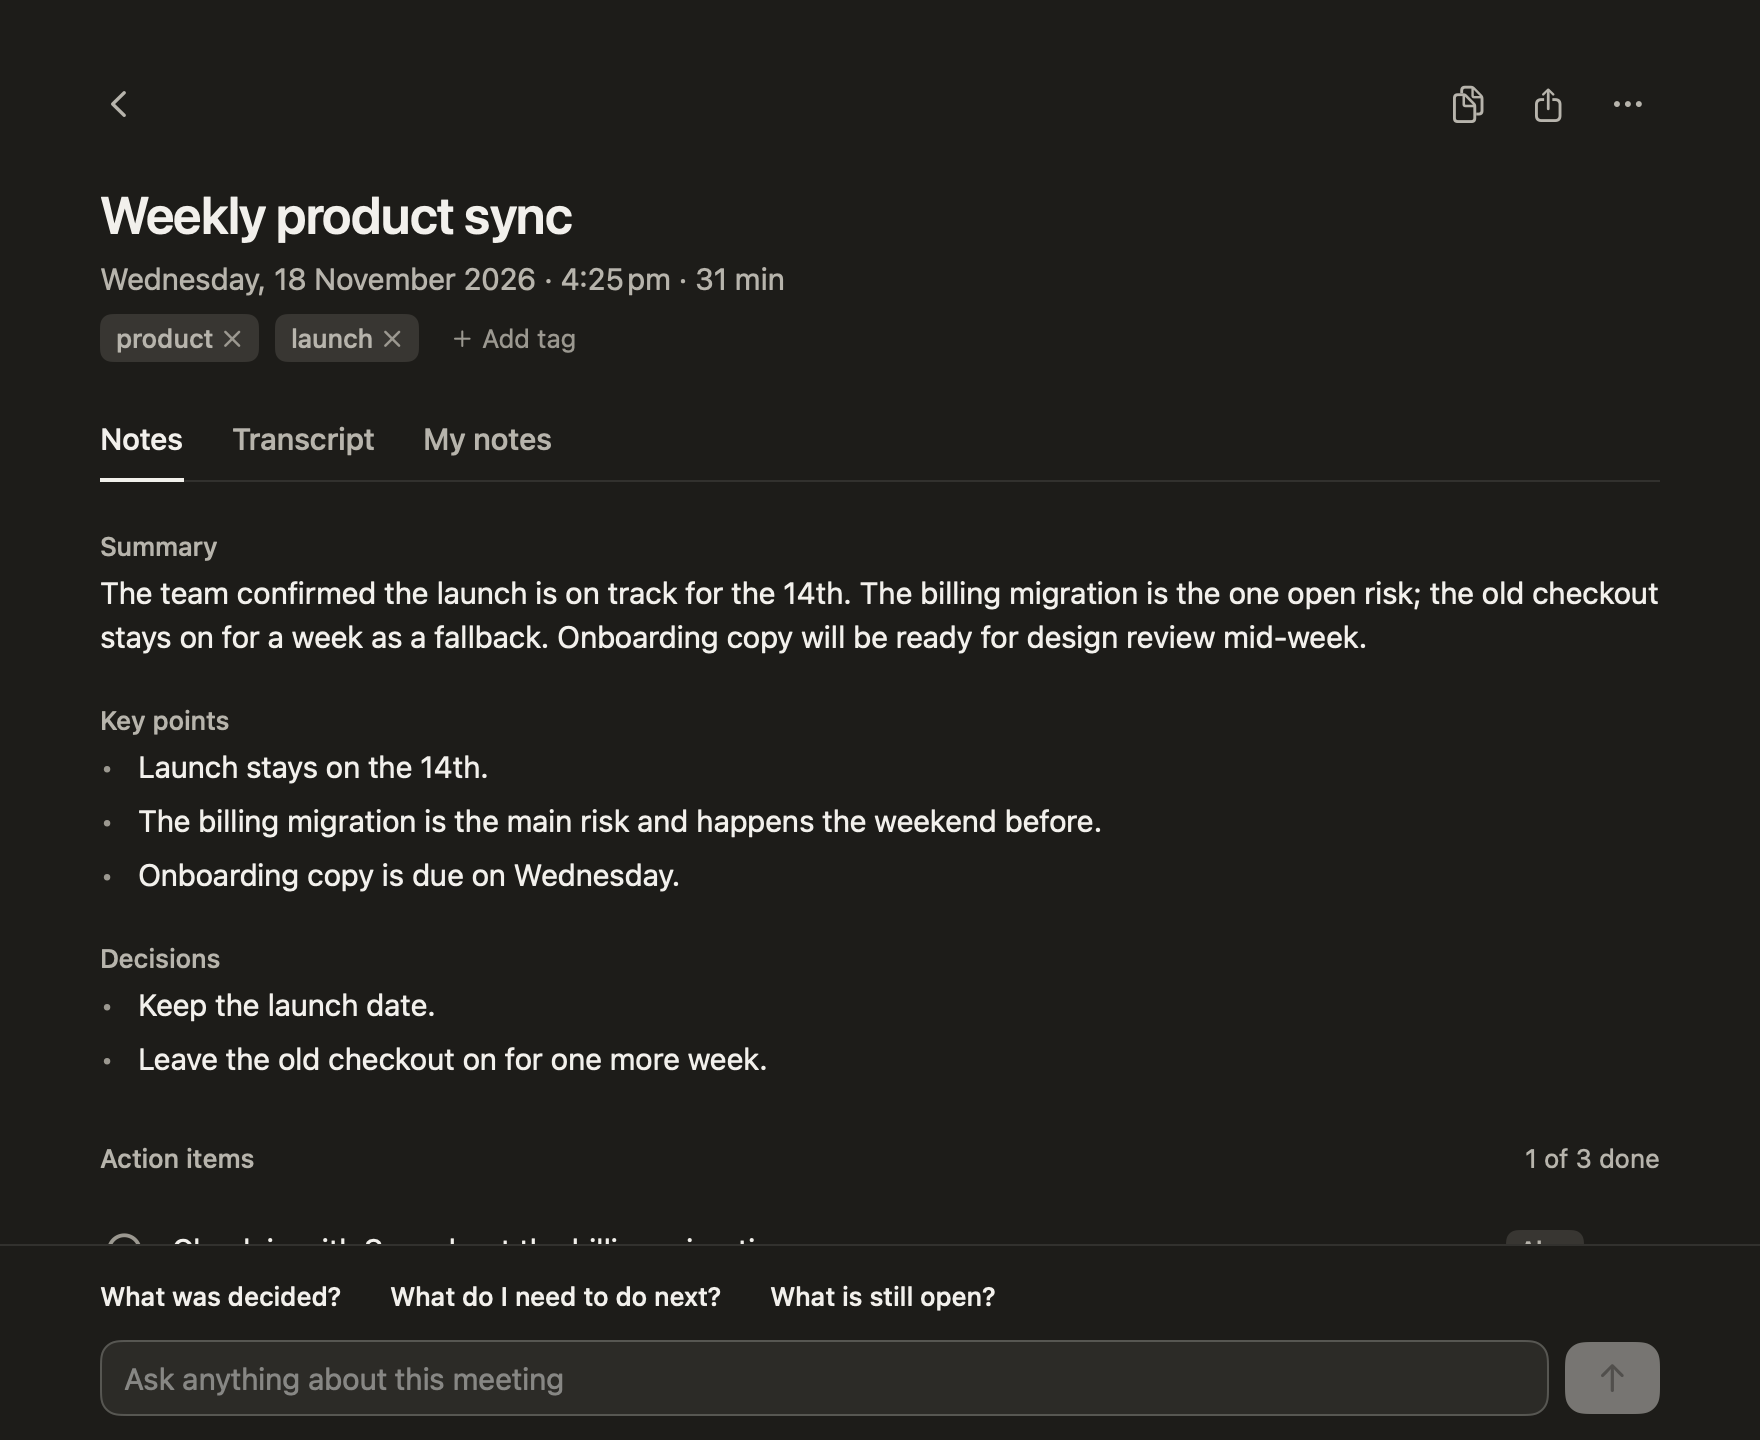 Weekly product sync
Wednesday, 18 November 2026 · 4:25 pm · 31 min
product launch + Add tag
Notes Transcript My notes
Summary
The team confirmed the launch is on track for the 14th. The billing migration is the one open risk; the old checkout
stays on for a week as a fallback. Onboarding copy will be ready for design review mid-week.
Key points
• Launch stays on the 14th.
• The billing migration is the main risk and happens the weekend before.
• Onboarding copy is due on Wednesday.
Decisions
• Keep the launch date.
• Leave the old checkout on for one more week.
Action items 1 of 3 done
What was decided? What do I need to do next? What is still open?
Ask anything about this meeting